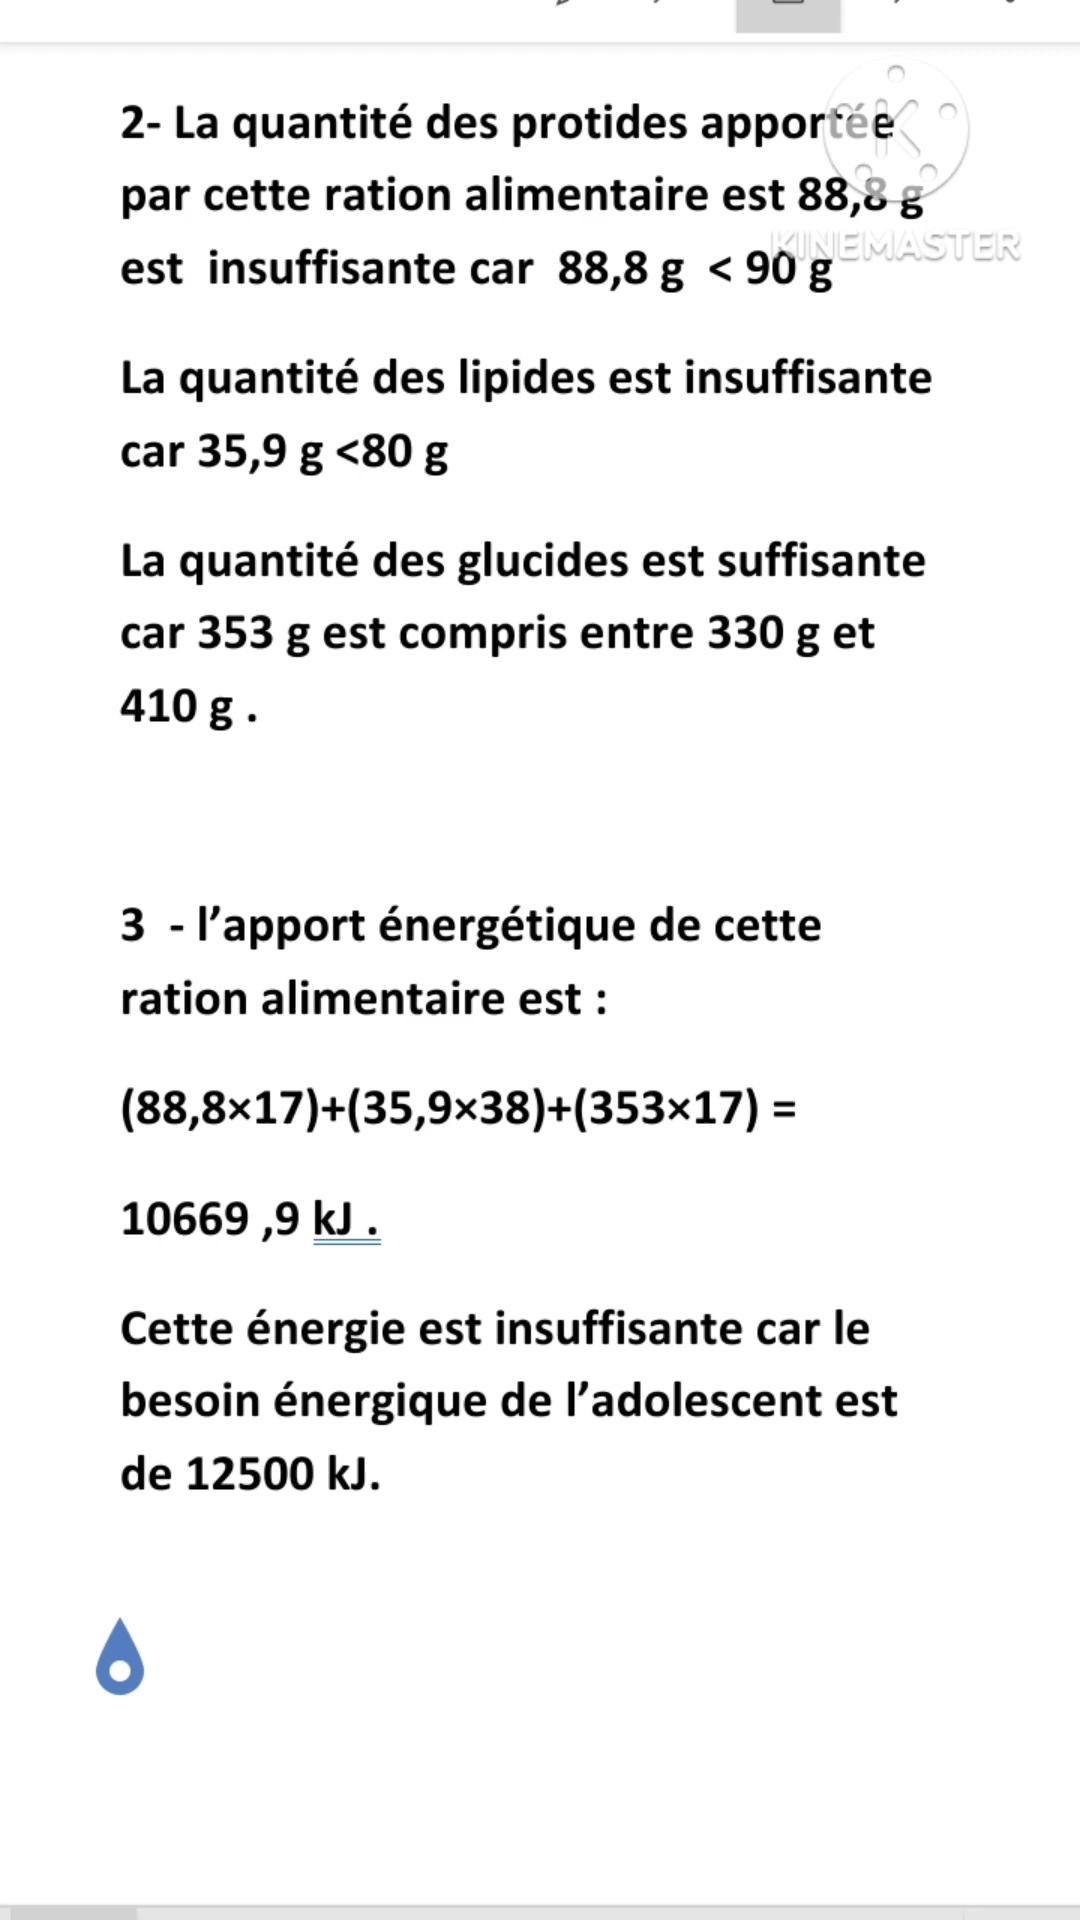 2- La quantité des protides apportée
par cette ration alimentaire est 88,8 g
KINEMASTER
est insuffisante car 88,8 g < 90 g
La quantité des lipides est insuffisante
car 35,9 g <80 g
La quantité des glucides est suffisante
car 353 g est compris entre 330 g et
410 g .
3 - l’apport énergétique de cette
ration alimentaire est :
(88,8×17)+(35,9×38)+(353×17) =
10669 ,9 kJ .
Cette énergie est insuffisante car le
besoin énergique de l’adolescent est
de 12500 kJ.